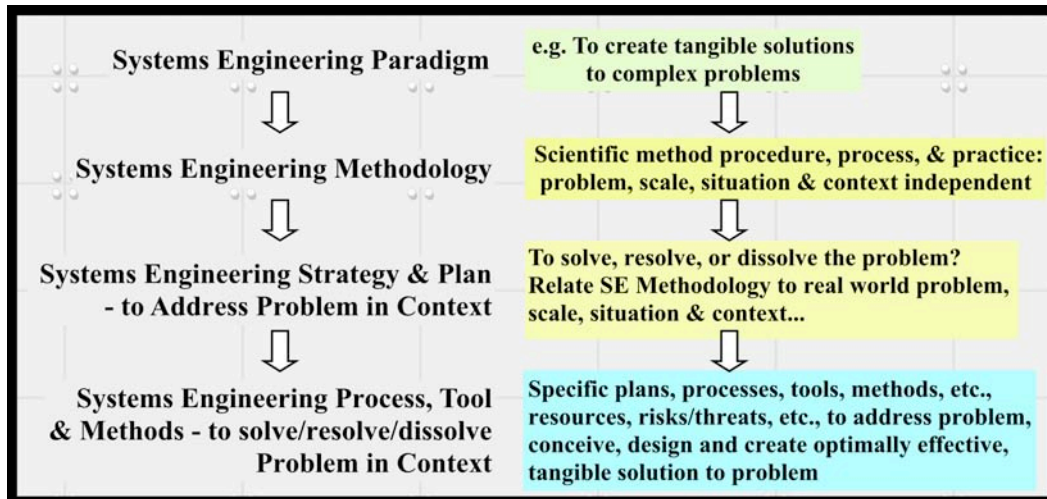 Systems Engineering Paradigm
e.g. To create tangible solutions
to complex problems
Systems Engineering Methodology
Scientific method procedure, process, & practice:
problem, scale, situation & context independent
Systems Engineering Strategy & Plan
- to Address Problem in Context
To solve, resolve, or dissolve the problem?
Relate SE Methodology to real world problem,
scale, situation & context...
Systems Engineering Process, Tool
& Methods - to solve/resolve/dissolve
Problem in Context
Specific plans, processes, tools, methods, etc.,
resources, risks/threats, etc., to address problem,
conceive, design and create optimally effective,
tangible solution to problem